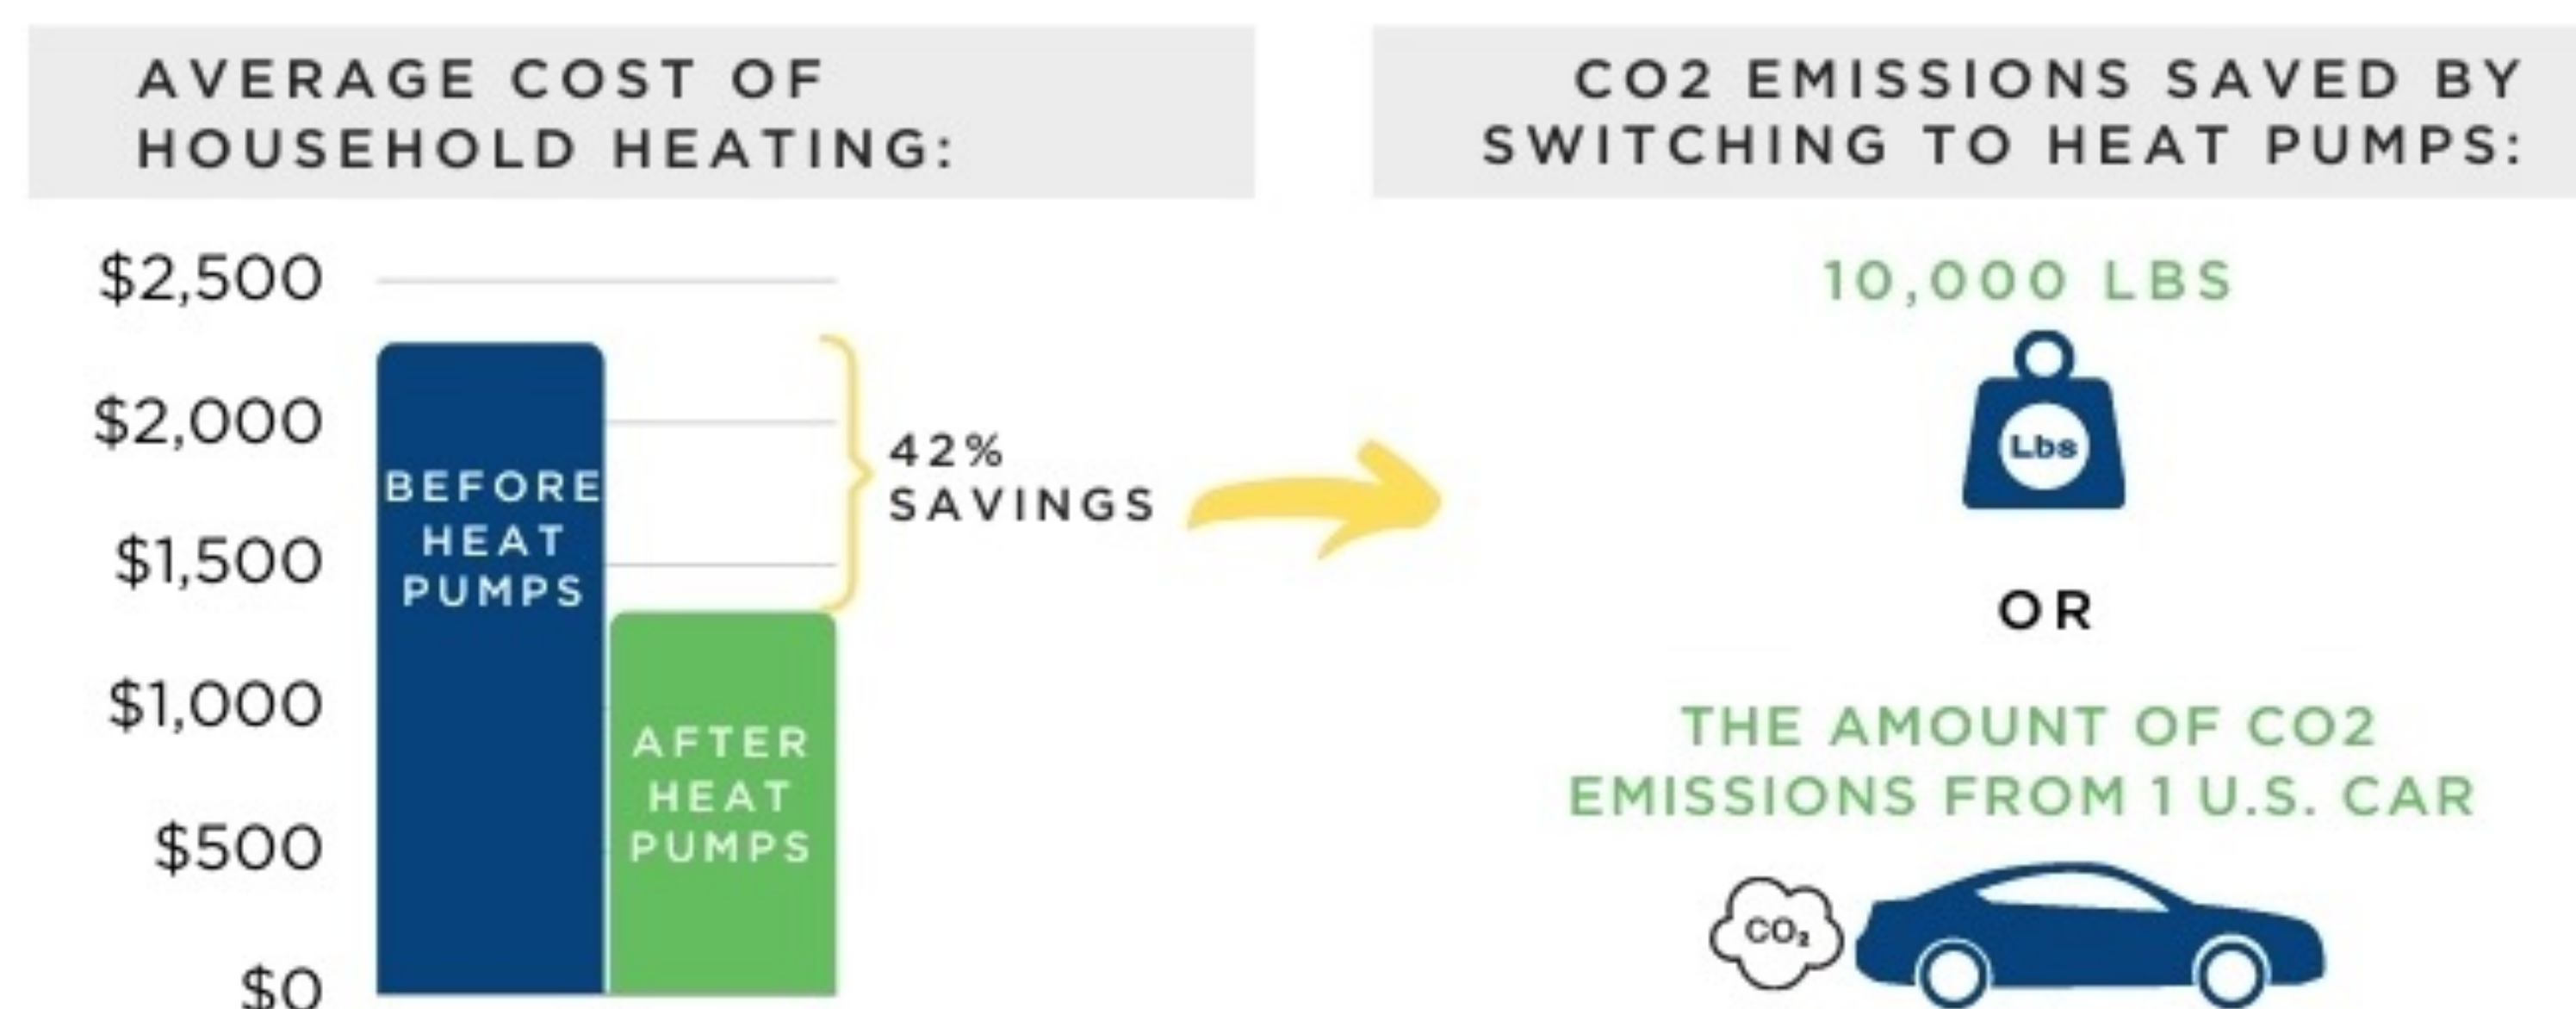 AVERAGE COST OF
HOUSEHOLD HEATING:
$2,500
$2,000
$1,500
$1,000
$500
$0
BEFORE
HEAT
PUMPS
AFTER
HEAT
PUMPS
42%
SAVINGS
CO2 EMISSIONS SAVED BY
SWITCHING TO HEAT PUMPS:
10,000 LBS
Lbs
OR
THE AMOUNT OF CO2
EMISSIONS FROM 1 U.S. CAR
CO₂